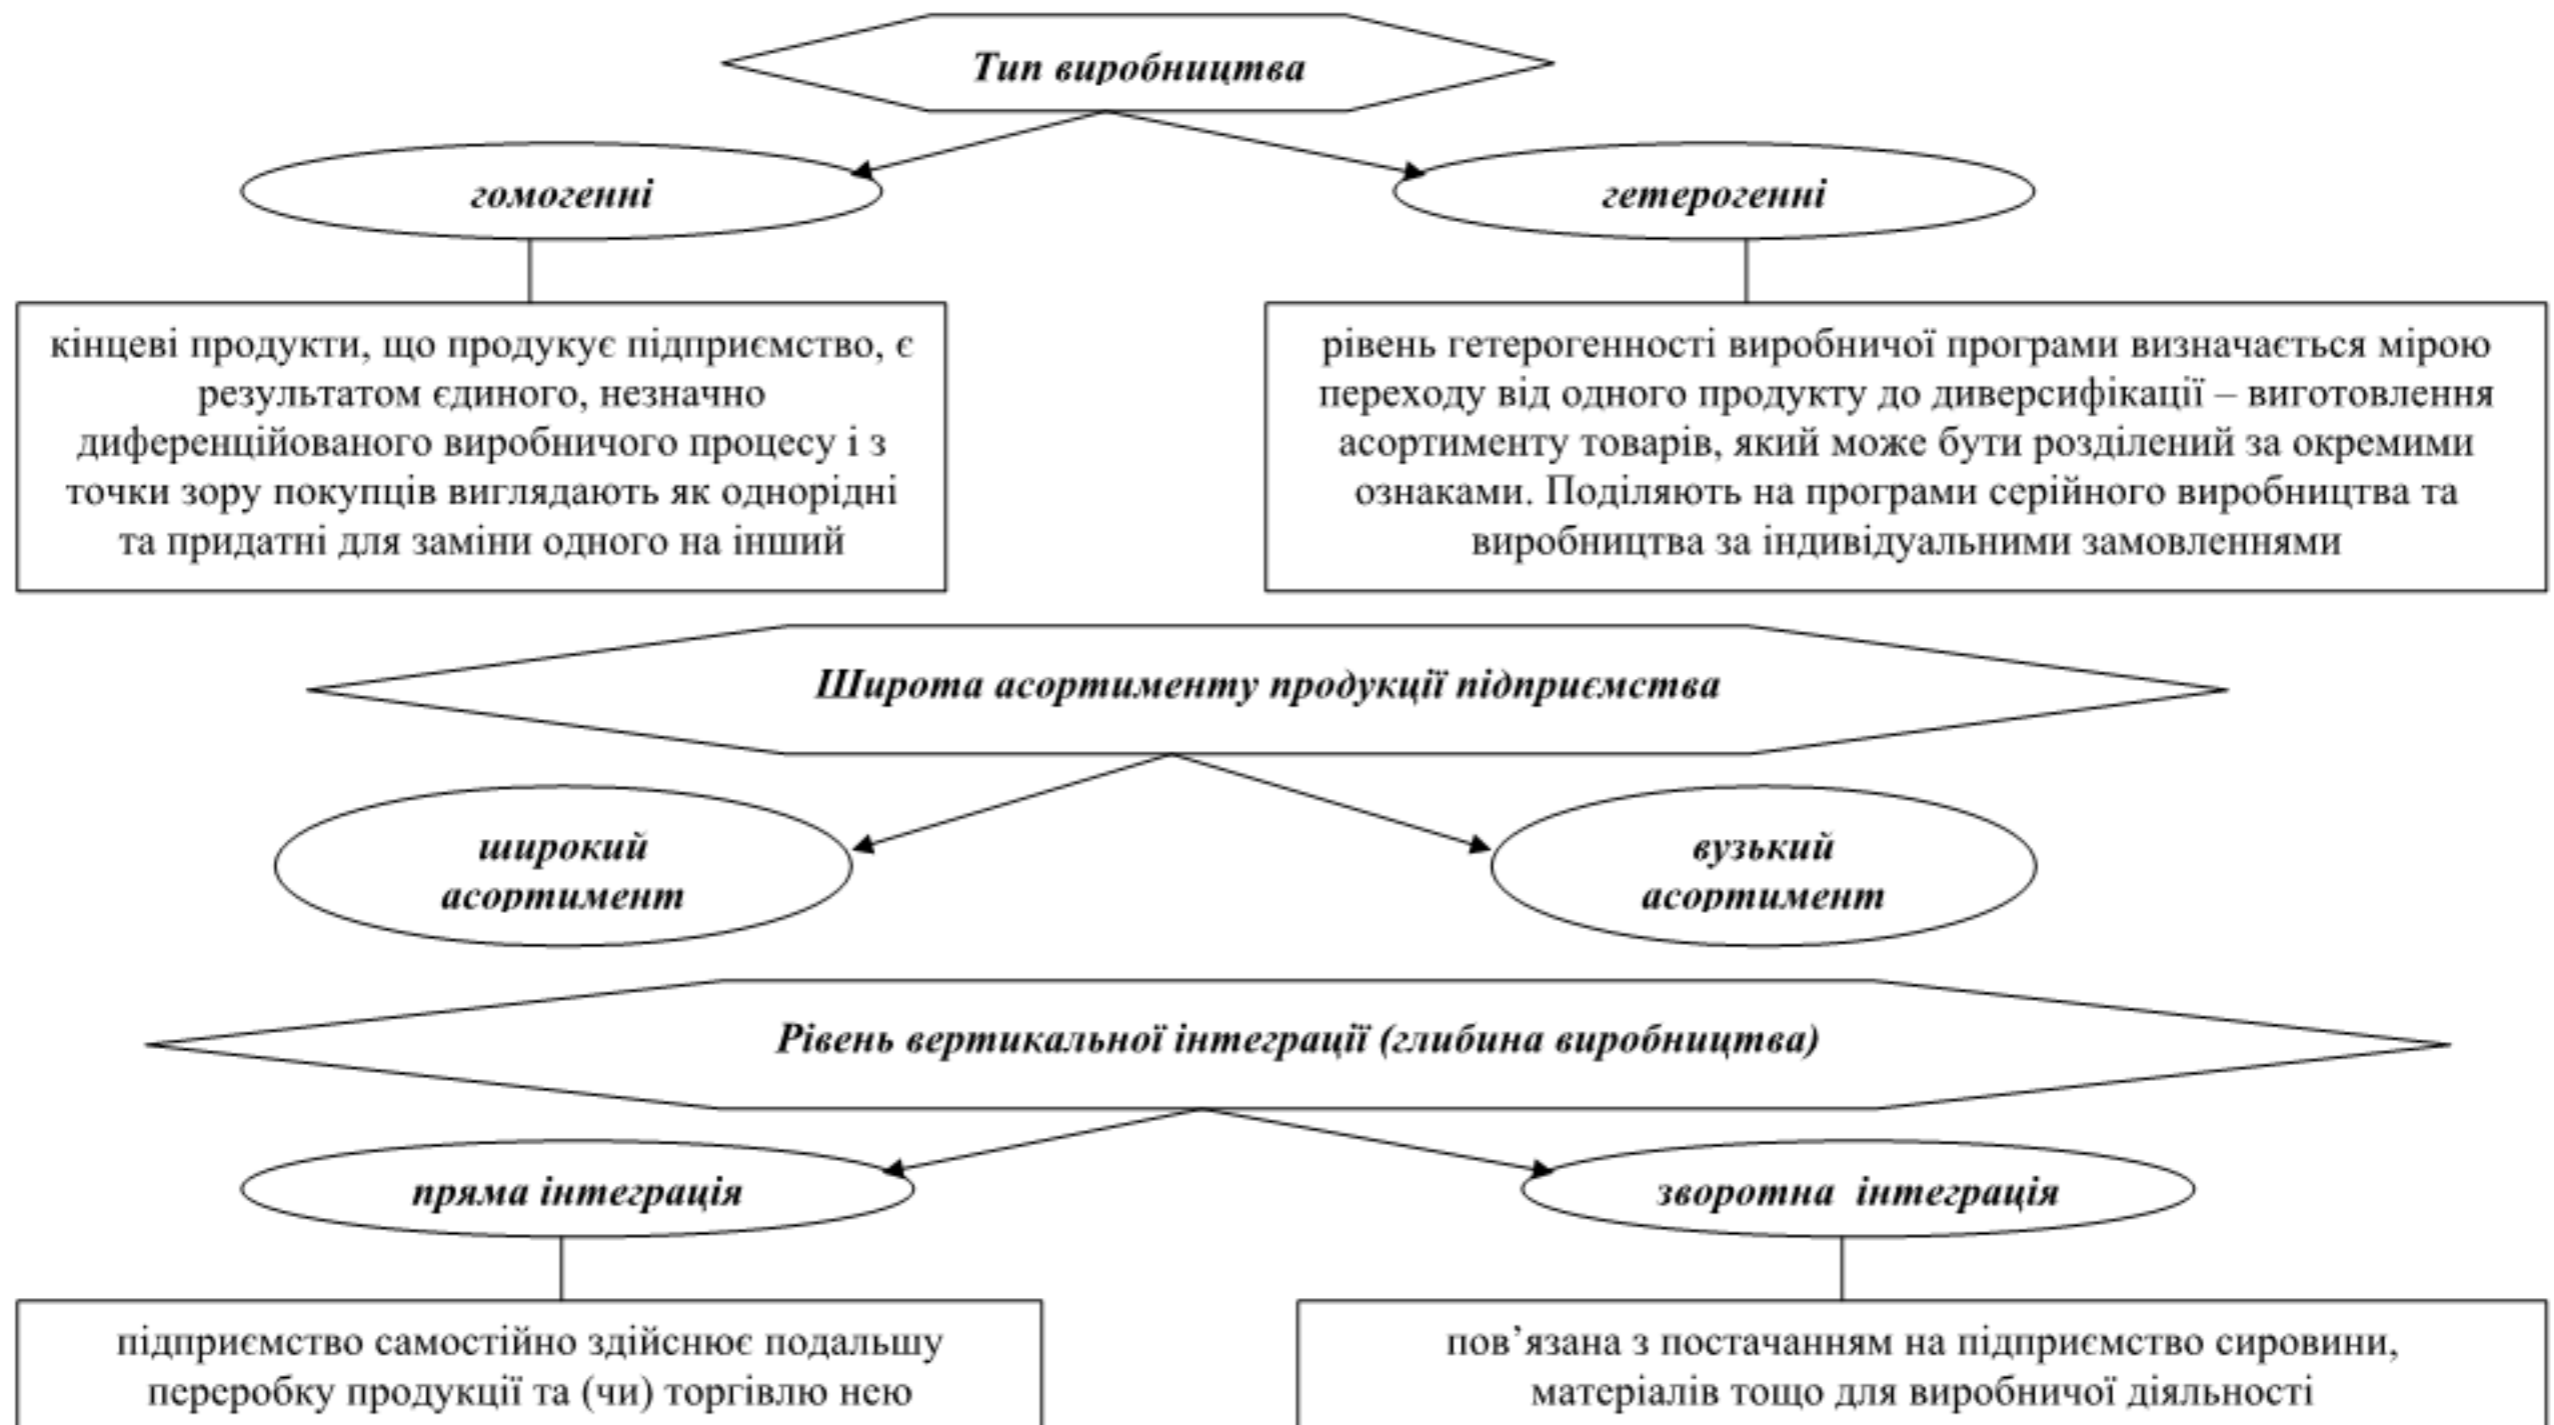 Тип виробництва
гомогенні
гетерогенні
кінцеві продукти, що продукує підприємство, є
результатом єдиного, незначно
диференційованого виробничого процесу і з
точки зору покупців виглядають як однорідні
та придатні для заміни одного на інший
рівень гетерогенності виробничої програми визначається мірою
переходу від одного продукту до диверсифікації – виготовлення
асортименту товарів, який може бути розділений за окремими
ознаками. Поділяють на програми серійного виробництва та
виробництва за індивідуальними замовленнями
Широта асортименту продукції підприємства
широкий
асортимент
вузький
асортимент
Рівень вертикальної інтеграції (глибина виробництва)
пряма інтеграція
зворотна інтеграція
підприємство самостійно здійснює подальшу
переробку продукції та (чи) торгівлю нею
пов’язана з постачанням на підприємство сировини,
матеріалів тощо для виробничої діяльності